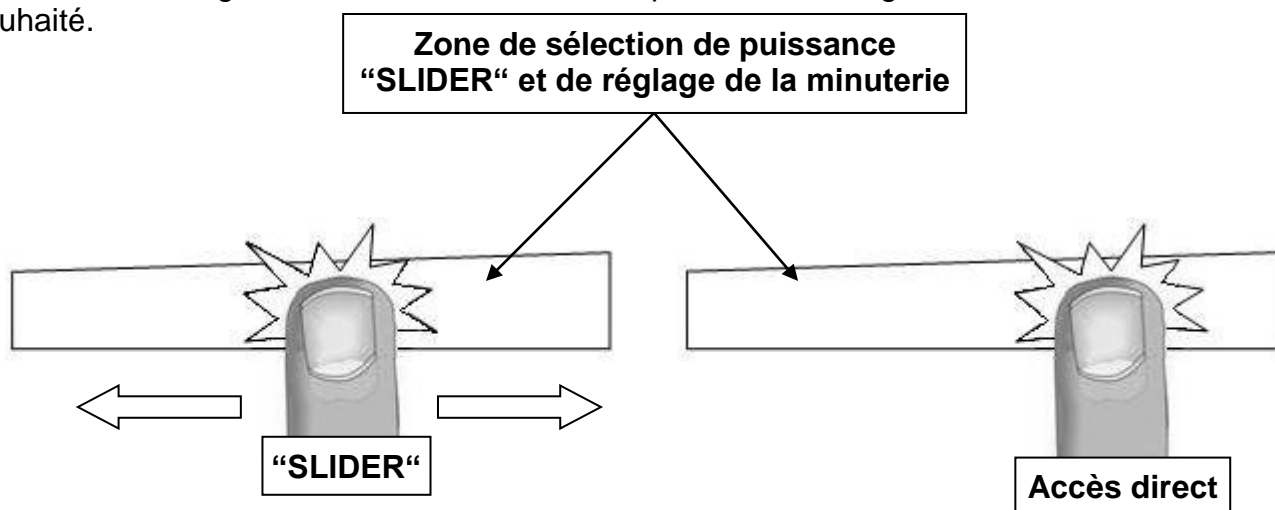 uhaité.
Zone de sélection de puissance
“SLIDER“ et de réglage de la minuterie
“SLIDER“
Accès direct